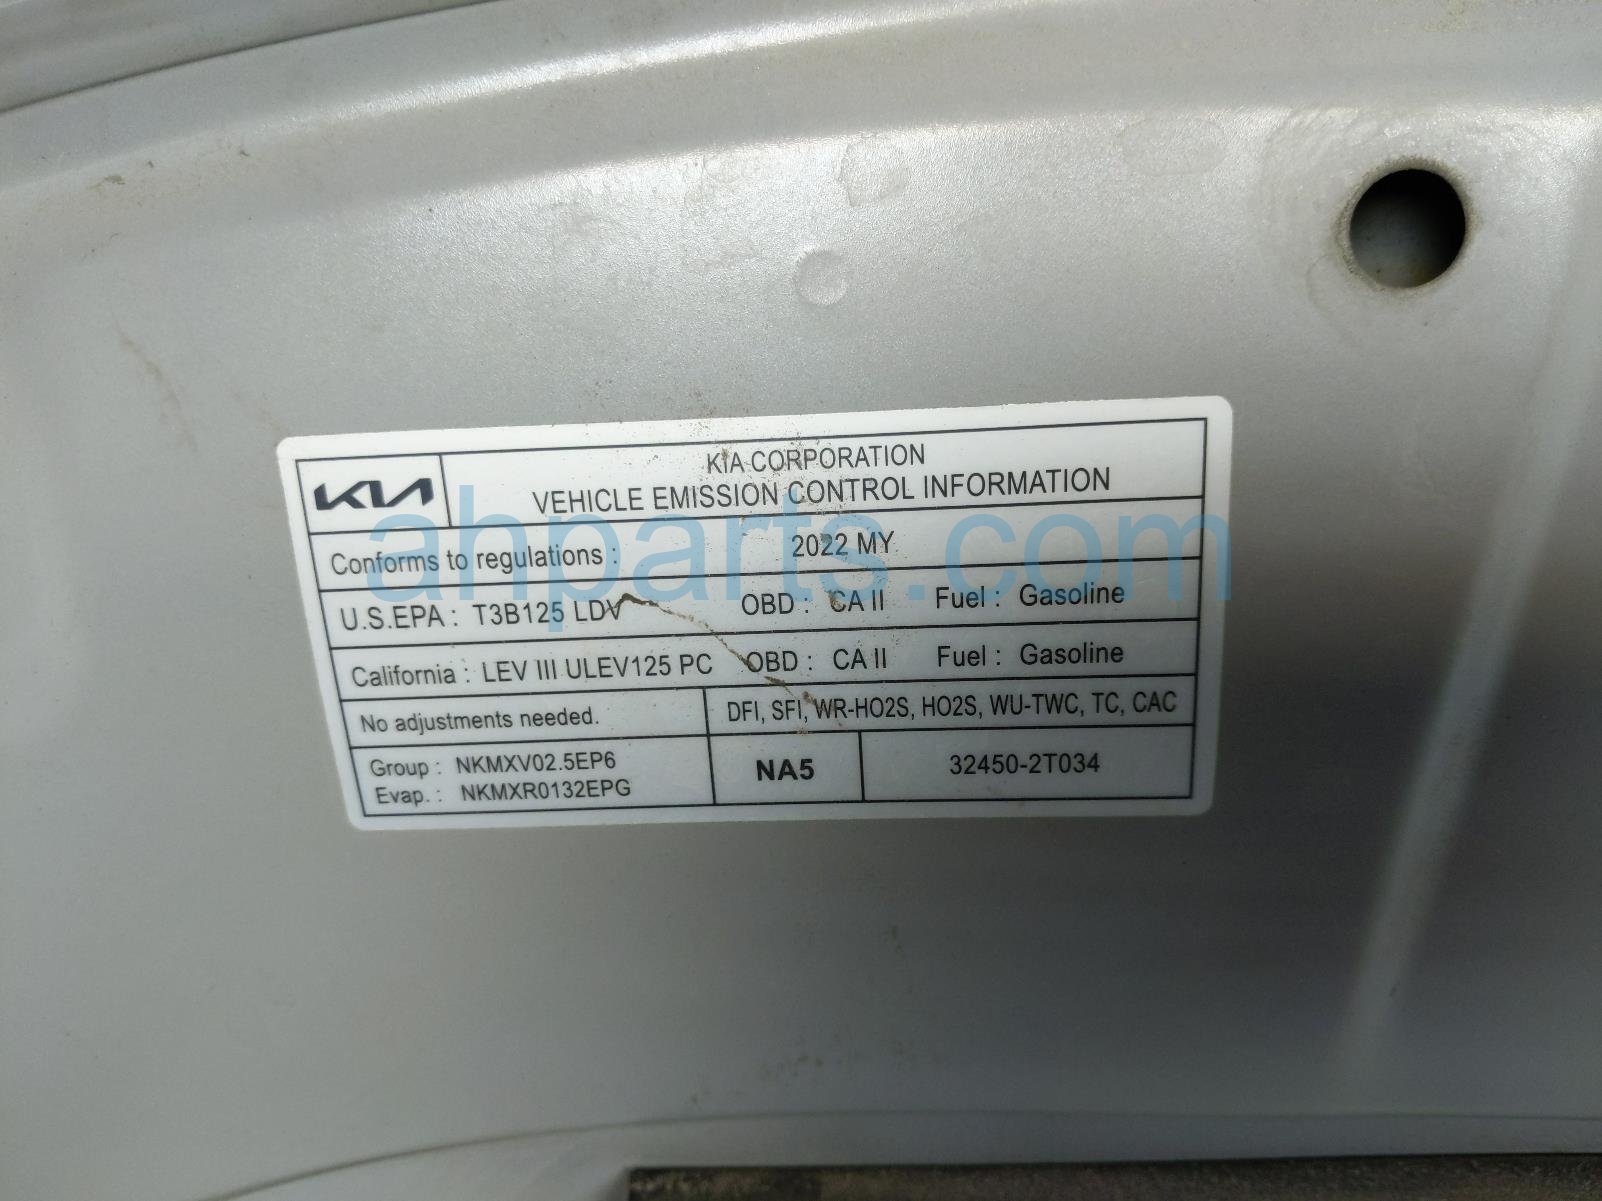 KIA KIA CORPORATION
VEHICLE EMISSION CONTROL INFORMATION
Conforms to regulations : 2022 MY
U.S.EPA : T3B125 LDV OBD : CA II Fuel : Gasoline
California : LEV III ULEV125 PC OBD : CA II Fuel : Gasoline
No adjustments needed. DFI, SFI, WR-HO2S, HO2S, WU-TWC, TC, CAC
Group : NKMXV02.5EP6
Evap. : NKMXR0132EPG
NA5
32450-2T034
ahparts.com